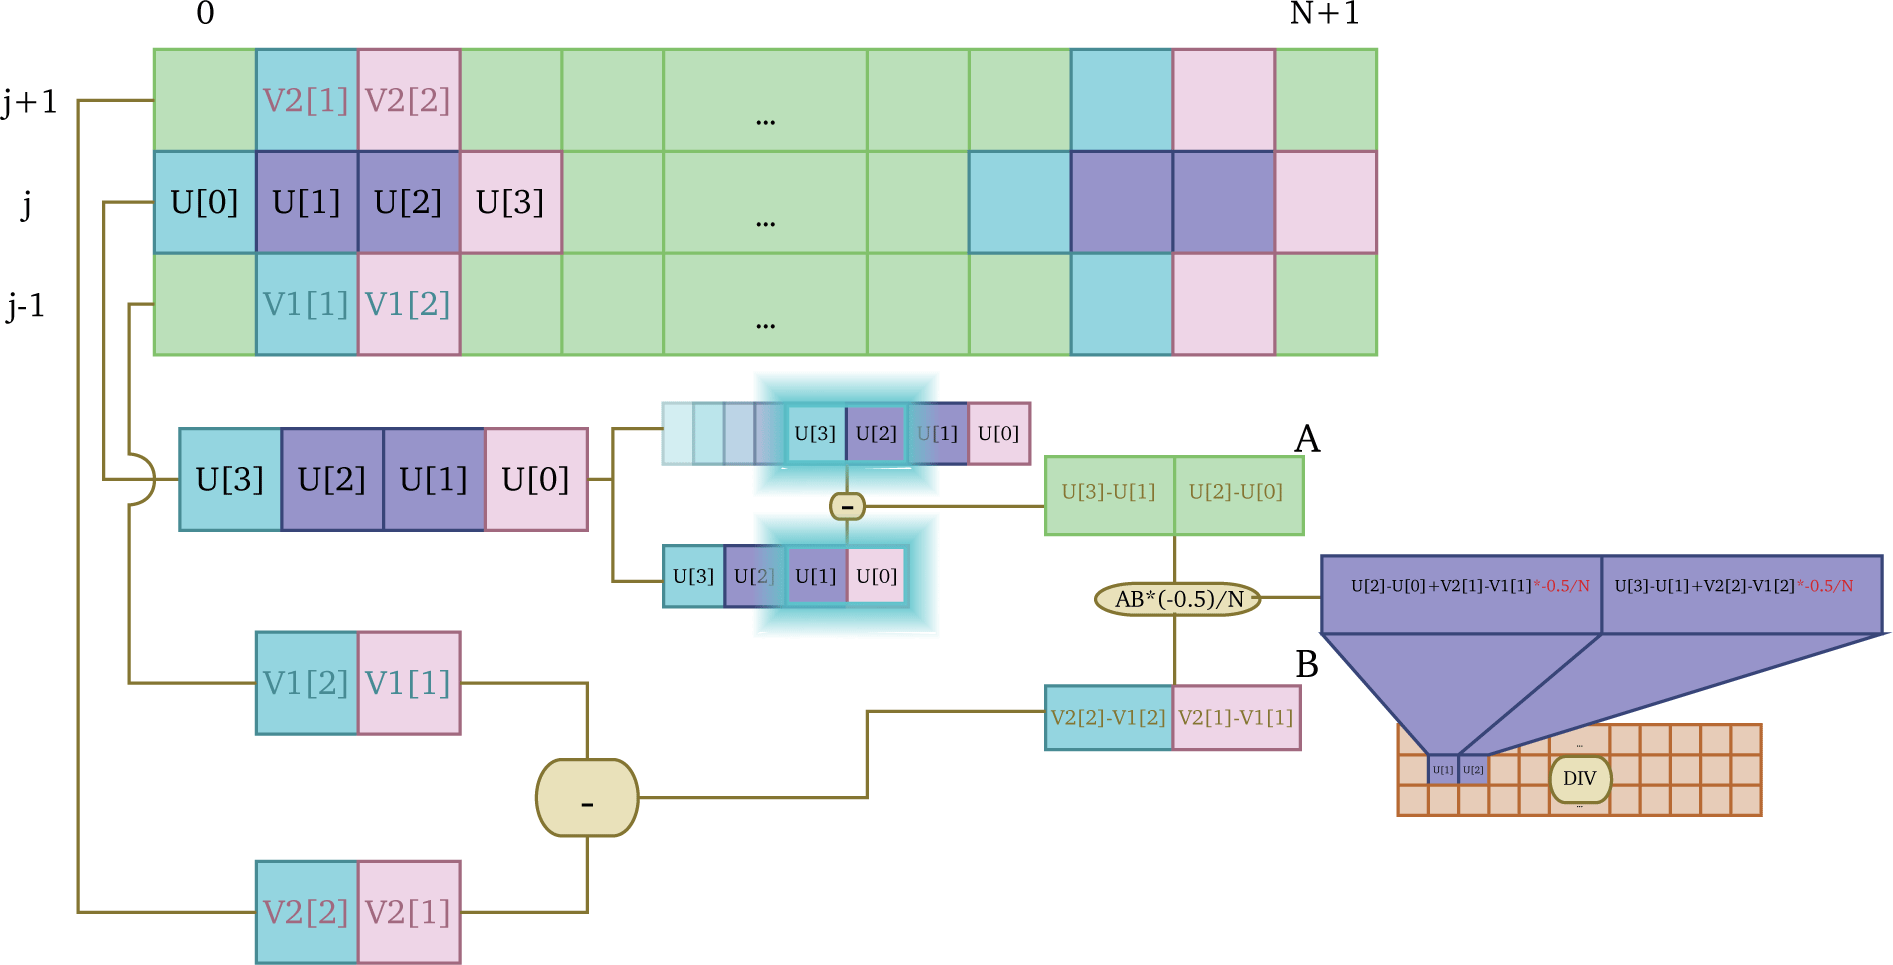 0 N+1
j+1 V2[1] V2[2] ...
j U[0] U[1] U[2] U[3] ...
j-1 V1[1] V1[2] ...
U[3] U[2] U[1] U[0]
U[3] U[2] U[1] U[0]
-
U[3] U[2] U[1] U[0]
A
U[3]-U[1] U[2]-U[0]
AB*(-0.5)/N
U[2]-U[0]+V2[1]-V1[1]*-0.5/N U[3]-U[1]+V2[2]-V1[2]*-0.5/N
B
V2[2]-V1[2] V2[1]-V1[1]
V1[2] V1[1]
-
V2[2] V2[1]
...
U[1] U[2]
DIV
...